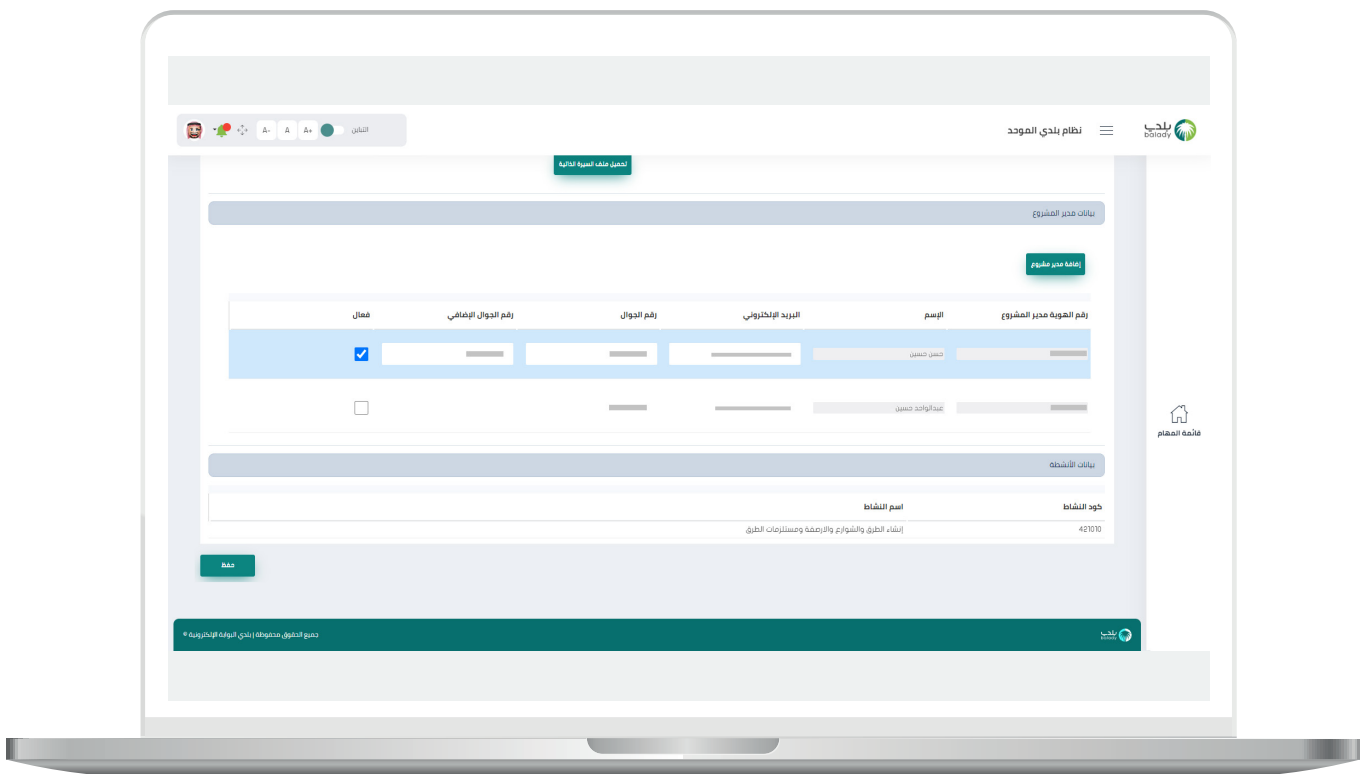 بلدي
balady
نظام بلدي الموحد
التباين
A+
A
A-
تحميل ملف السيرة الذاتية
بيانات مدير المشروع
إضافة مدير مشروع
رقم الهوية مدير المشروع الإسم البريد الإلكتروني رقم الجوال رقم الجوال الإضافي فعال
حسن حسين
عبدالواحد حسين
قائمة المهام
بيانات الأنشطة
كود النشاط اسم النشاط
421010 إنشاء الطرق والشوارع والارصفة ومستلزمات الطرق
حفظ
بلدي
balady
جميع الحقوق محفوظة | بلدي البوابة الإلكترونية ©